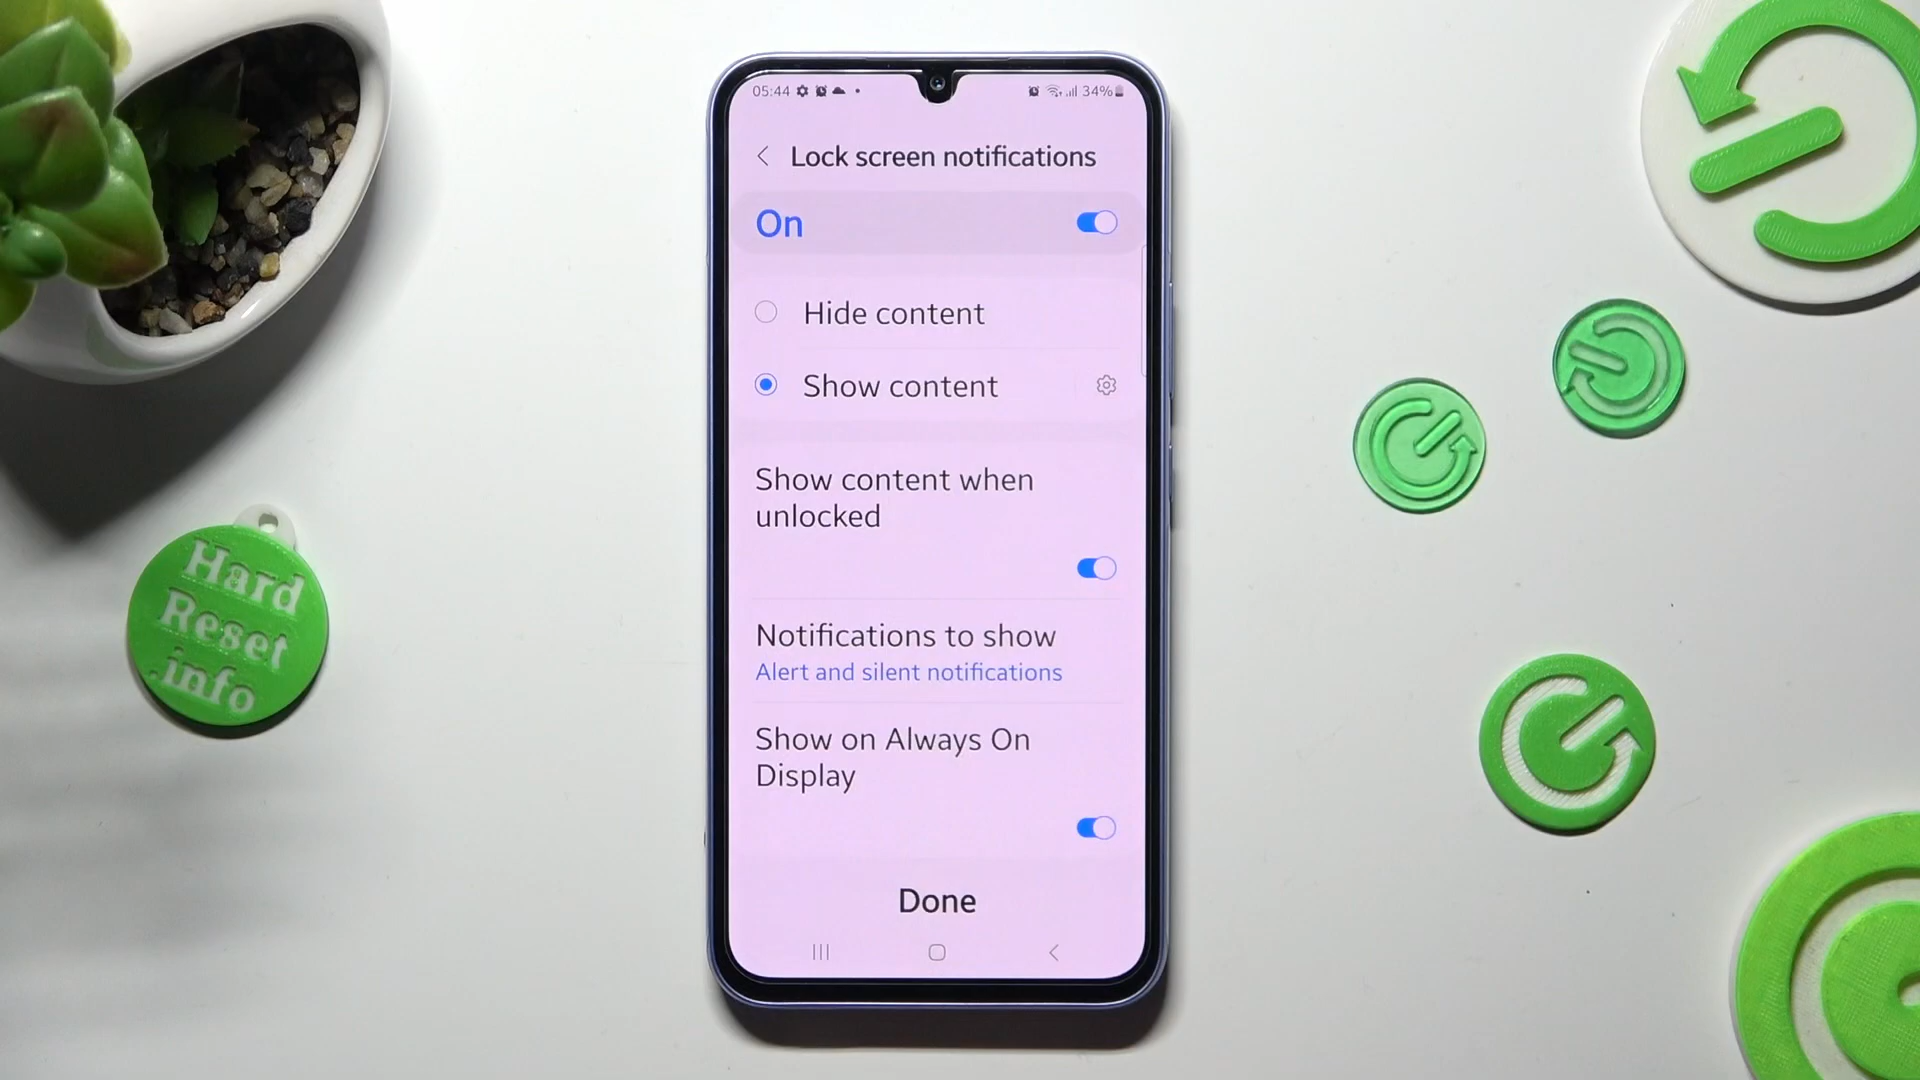 05:44
34%
Lock screen notifications
On
Hide content
Show content
Show content when
unlocked
Notifications to show
Alert and silent notifications
Show on Always On
Display
Done
Hard
Reset
.info